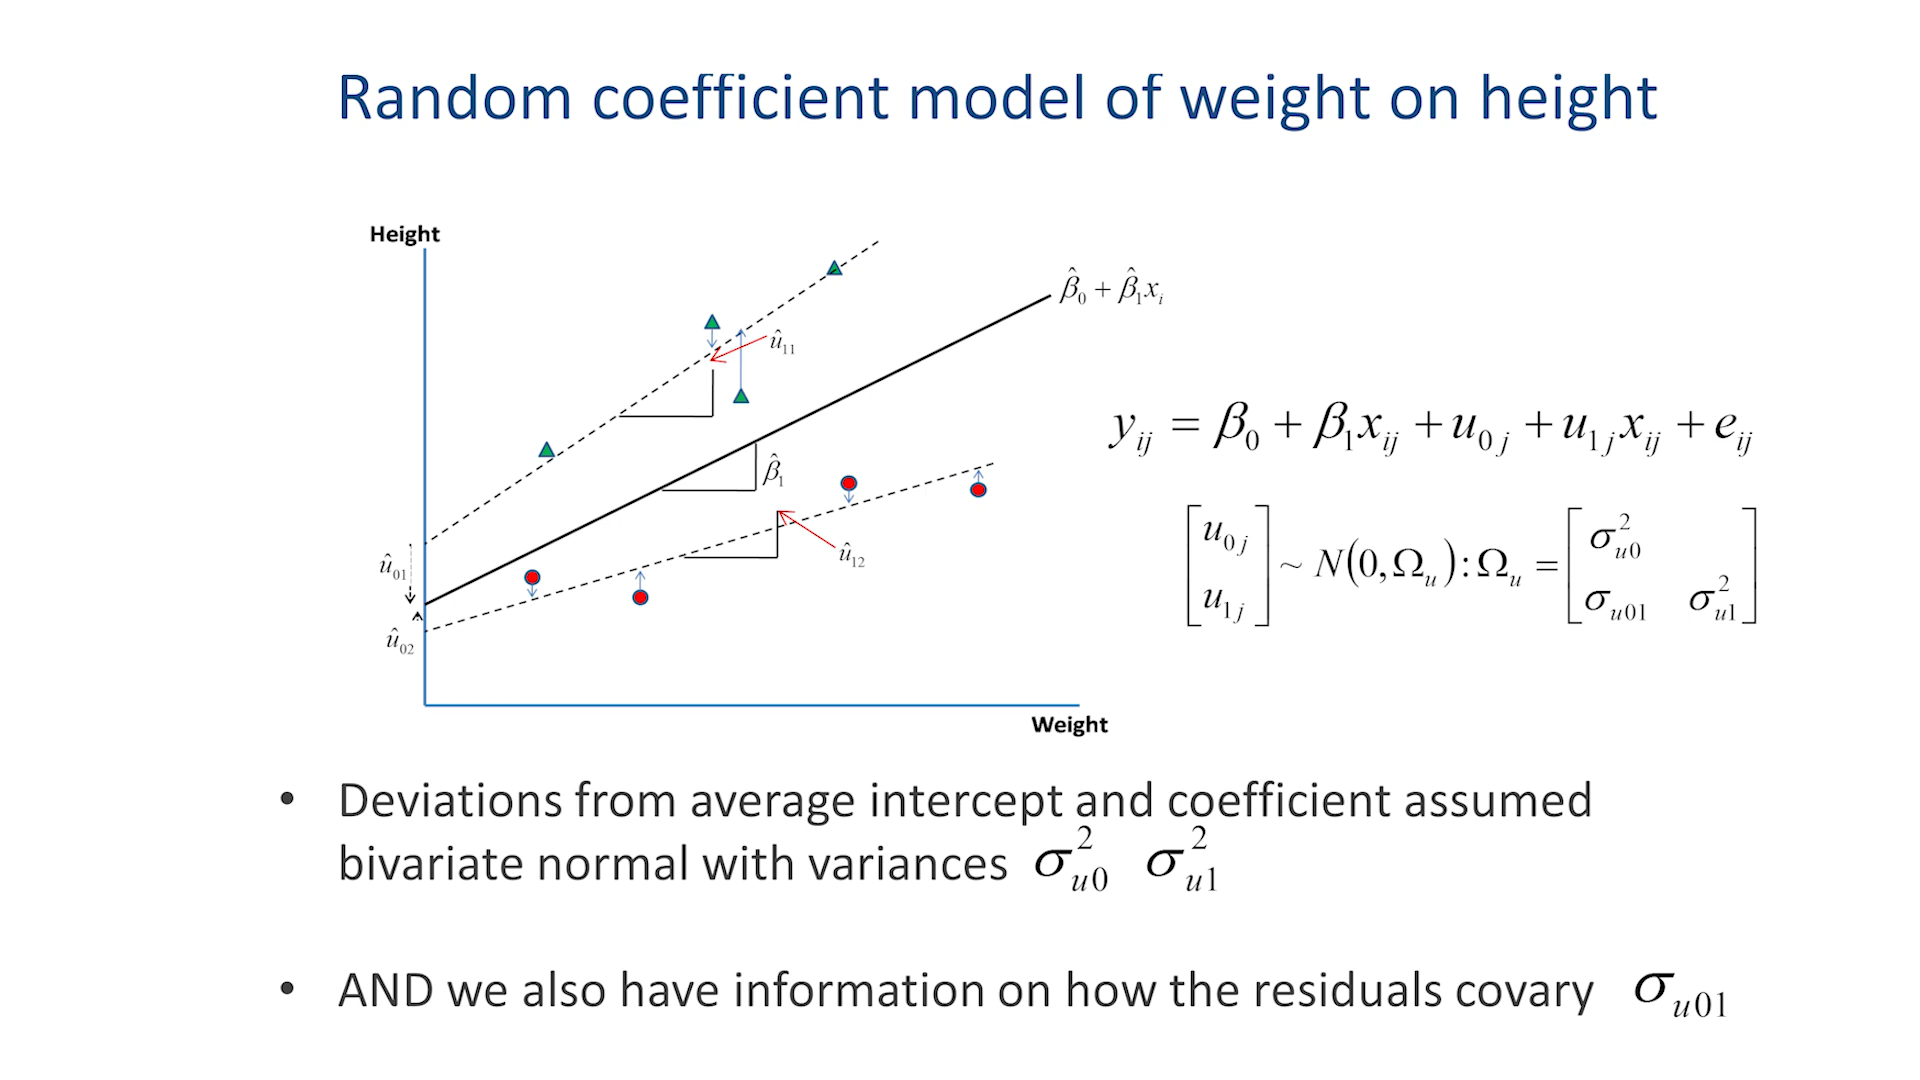 Random coefficient model of weight on height
Height
β̂₀ + β̂₁xᵢ
û₁₁
β̂₁
û₁₂
û₀₁
û₀₂
Weight
yᵢⱼ = β₀ + β₁xᵢⱼ + u₀ⱼ + u₁ⱼxᵢⱼ + eᵢⱼ
[u₀ⱼ u₁ⱼ] ~ N(0, Ωᵤ) : Ωᵤ = [σ²ᵤ₀ σᵤ₀₁ σ²ᵤ₁]
• Deviations from average intercept and coefficient assumed
bivariate normal with variances σ²ᵤ₀ σ²ᵤ₁
• AND we also have information on how the residuals covary σᵤ₀₁